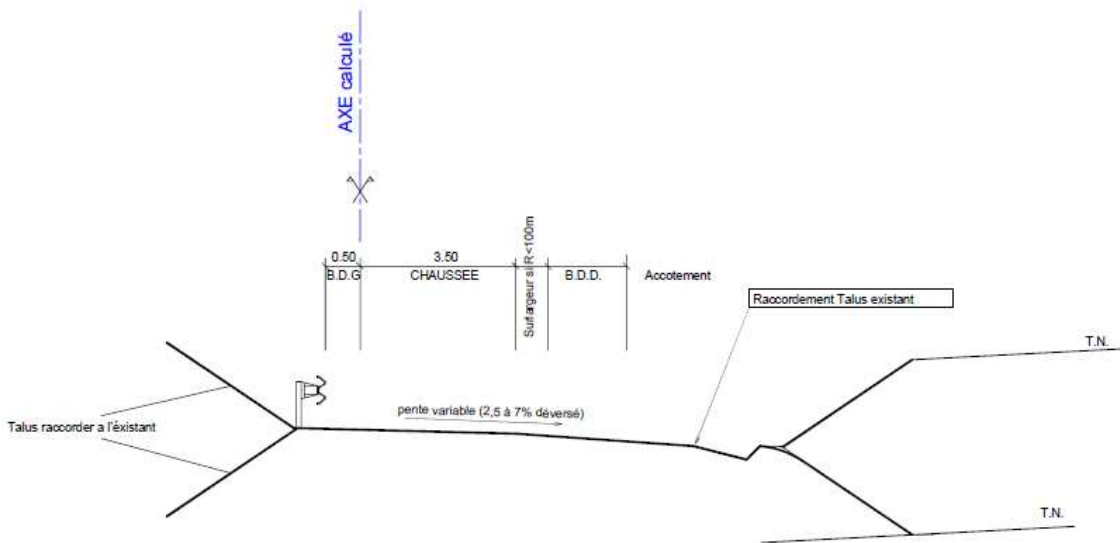 AXE calculé
0.50
3.50
Surlargeur si R<100m
B.D.G
CHAUSSEE
B.D.D.
Accotement
Raccordement Talus existant
T.N.
pente variable (2,5 à 7% déversé)
Talus raccorder a l'éxistant
T.N.